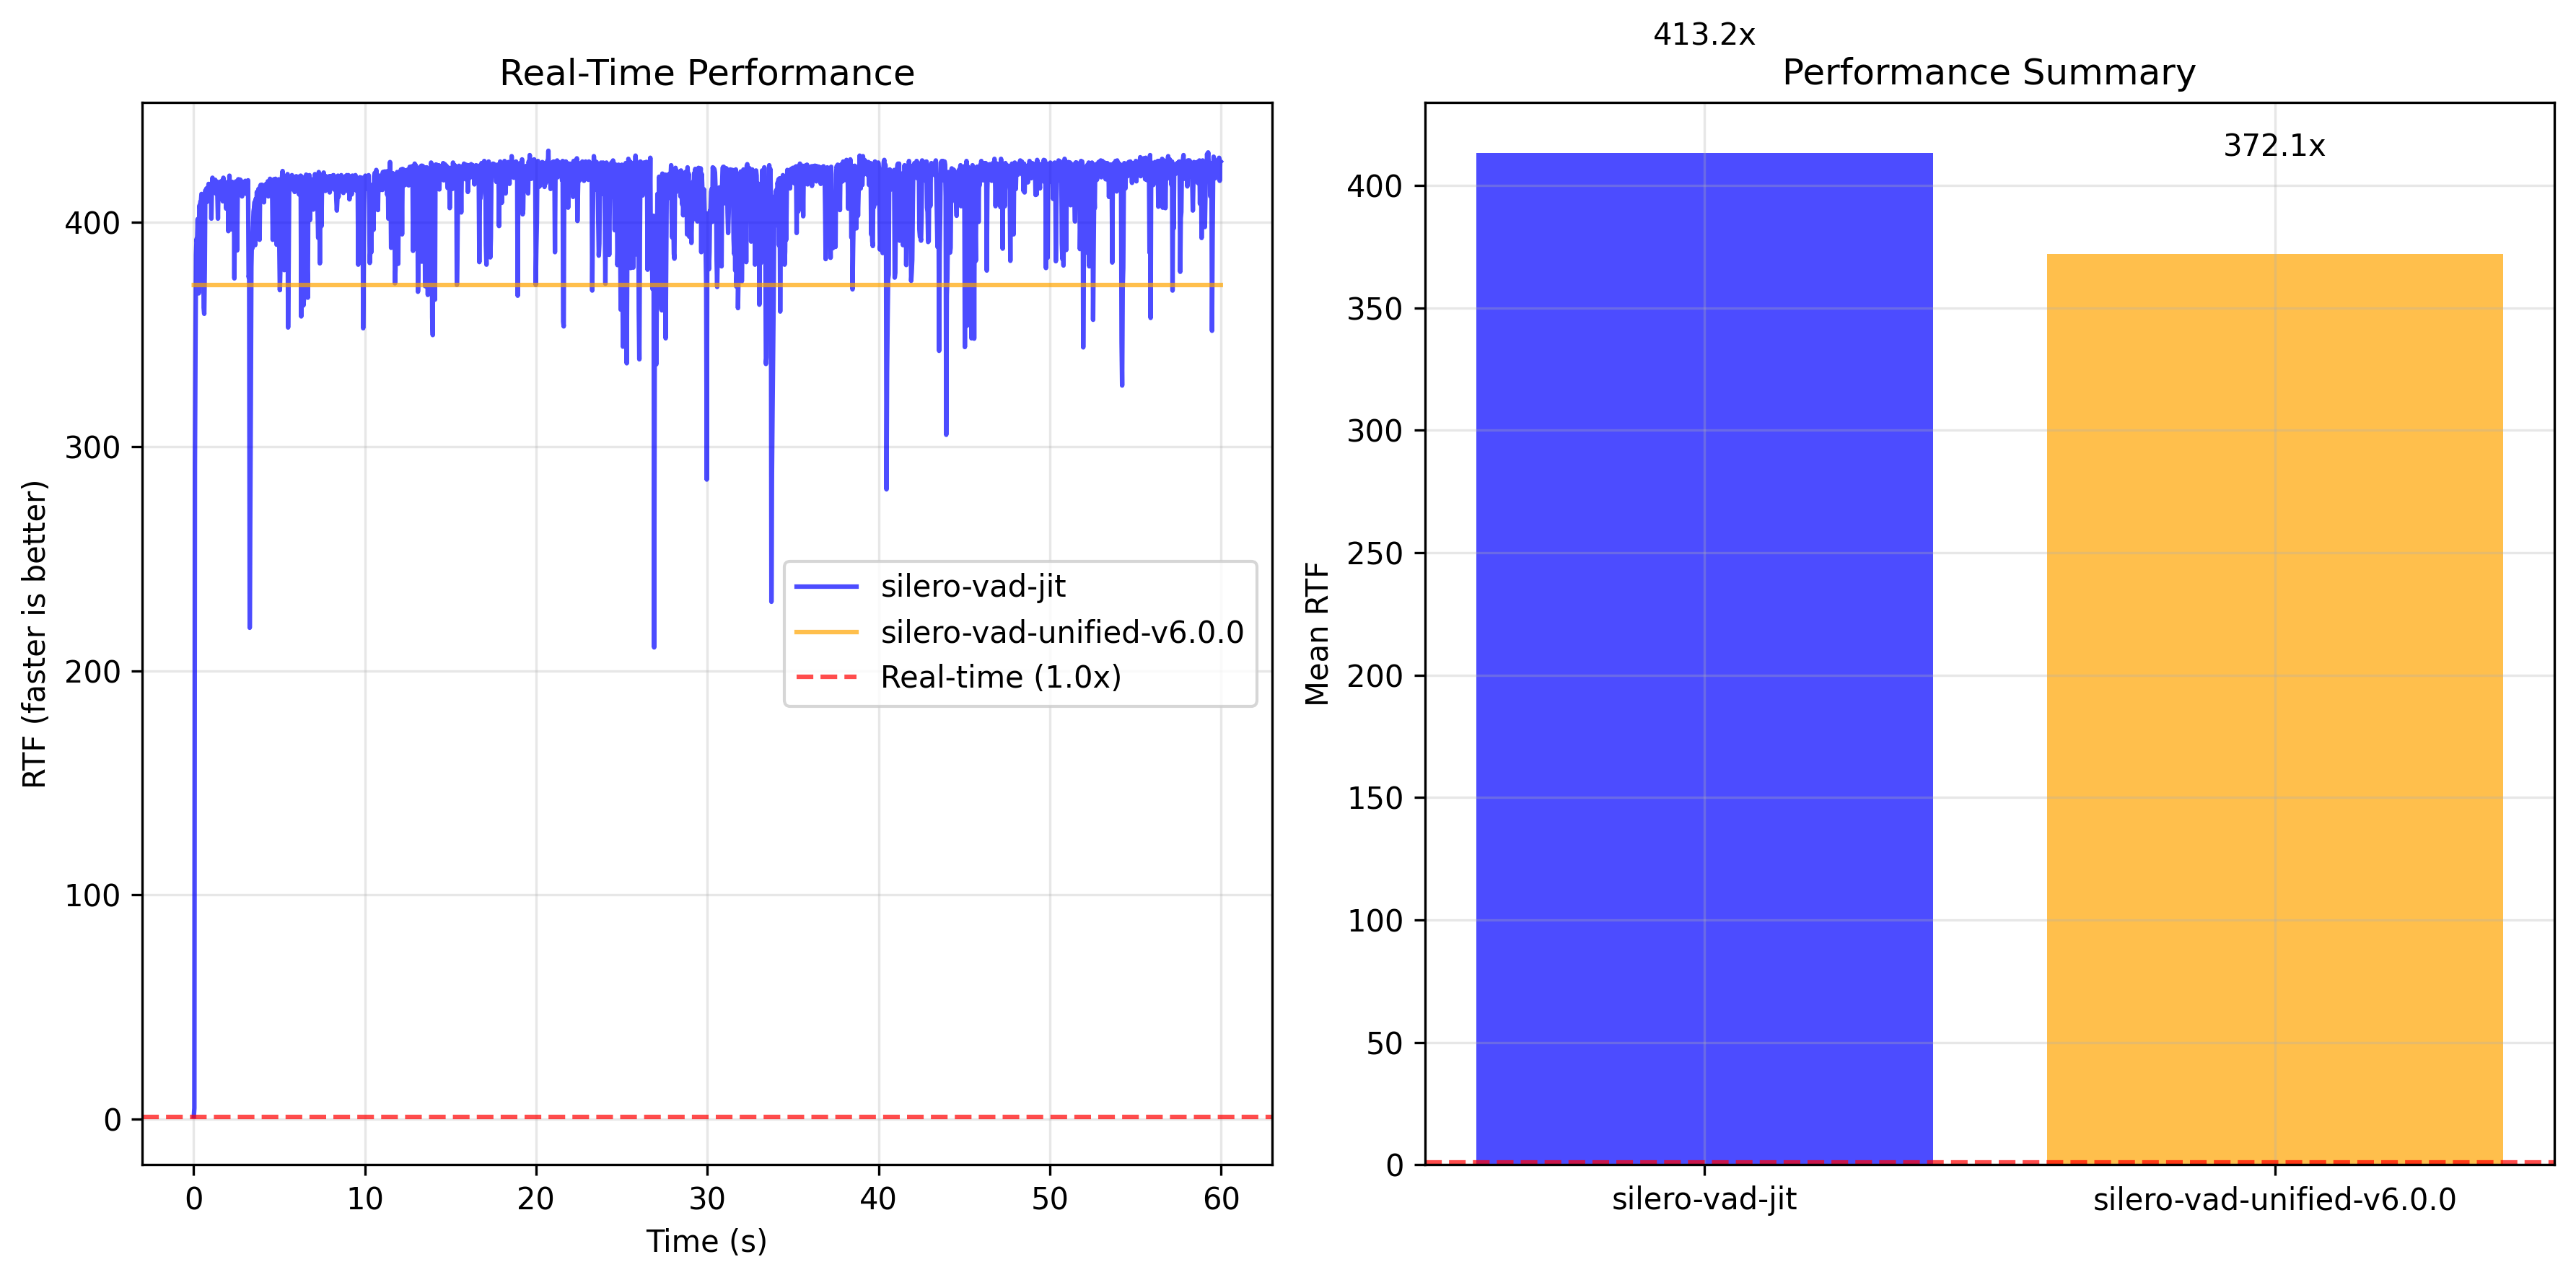 Real-Time Performance
RTF (faster is better)
400
300
200
100
0
0 10 20 30 40 50 60
Time (s)
silero-vad-jit
silero-vad-unified-v6.0.0
Real-time (1.0x)
413.2x
Performance Summary
372.1x
Mean RTF
400
350
300
250
200
150
100
50
0
silero-vad-jit silero-vad-unified-v6.0.0